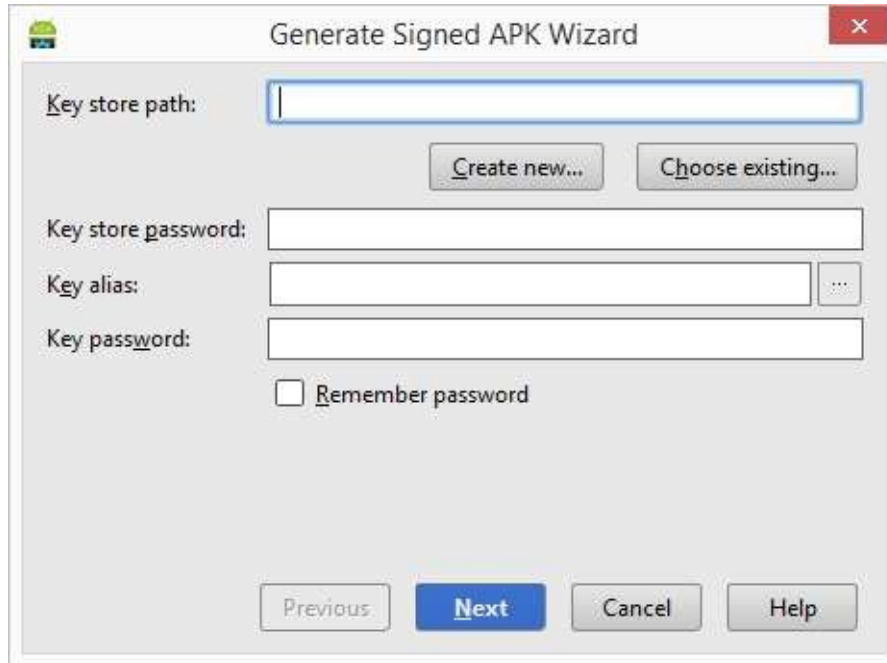 Generate Signed APK Wizard
Key store path:
Create new... Choose existing...
Key store password:
Key alias: ...
Key password:
Remember password
Previous Next Cancel Help